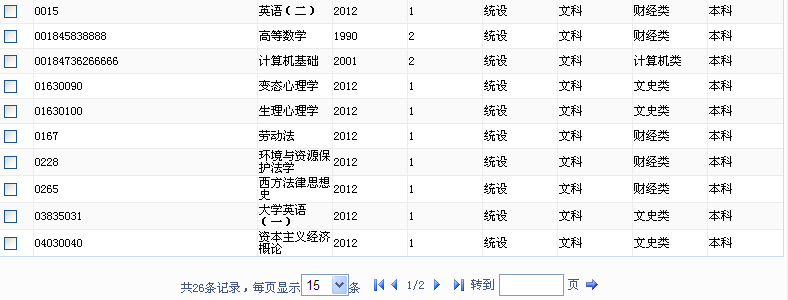 0015 英语（二） 2012 1 统设 文科 财经类 本科
001845838888 高等数学 1990 2 统设 文科 财经类 本科
00184736266666 计算机基础 2001 2 统设 文科 计算机类 本科
01630090 变态心理学 2012 1 统设 文科 文史类 本科
01630100 生理心理学 2012 1 统设 文科 文史类 本科
0167 劳动法 2012 1 统设 文科 财经类 本科
0228 环境与资源保 2012 1 统设 文科 财经类 本科
护法学
0265 西方法律思想 2012 1 统设 文科 财经类 本科
史
03835031 大学英语 2012 1 统设 文科 文史类 本科
（一）
04030040 资本主义经济 2012 1 统设 文科 文史类 本科
概论
共26条记录，每页显示 15 条 1/2 转到 页